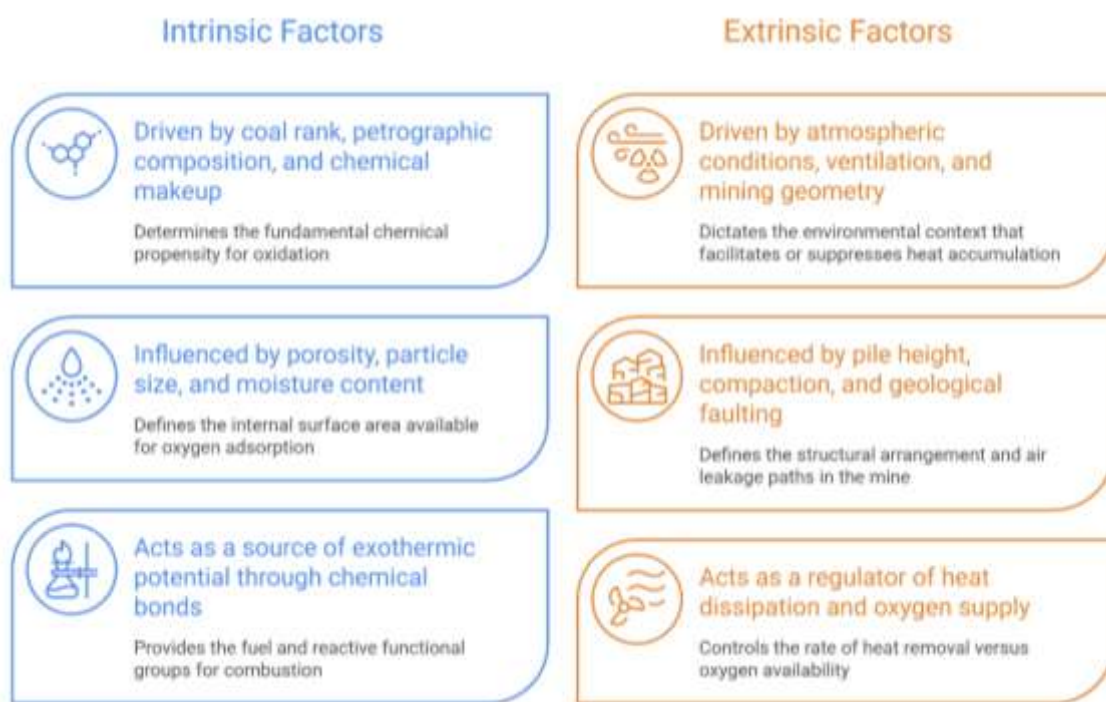 Intrinsic Factors
Driven by coal rank, petrographic
composition, and chemical
makeup
Determines the fundamental chemical
propensity for oxidation
Influenced by porosity, particle
size, and moisture content
Defines the internal surface area available
for oxygen adsorption
Acts as a source of exothermic
potential through chemical
bonds
Provides the fuel and reactive functional
groups for combustion
Extrinsic Factors
Driven by atmospheric
conditions, ventilation, and
mining geometry
Dictates the environmental context that
facilitates or suppresses heat accumulation
Influenced by pile height,
compaction, and geological
faulting
Defines the structural arrangement and air
leakage paths in the mine
Acts as a regulator of heat
dissipation and oxygen supply
Controls the rate of heat removal versus
oxygen availability